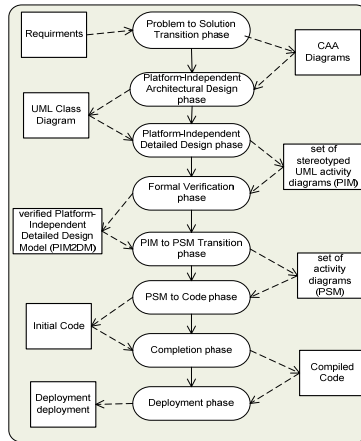 Problem to Solution
Transition phase
Requirments
CAA
Diagrams
Platform-Independent
Architectural Design
phase
UML Class
Diagram
Platform-Independent
Detailed Design phase
set of
stereotyped
UML activity
diagrams (PIM)
Formal Verification
phase
verified Platform-
Independent
Detailed Design
Model (PIM2DM)
PIM to PSM Transition
phase
set of
activity
diagrams
(PSM)
PSM to Code phase
Initial Code
Completion phase
Compiled
Code
Deployment
deployment
Deployment phase